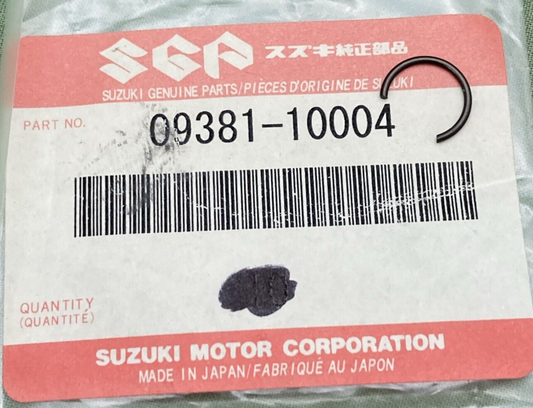 SGP スズキ純正部品
SUZUKI GENUINE PARTS/PIÈCES D'ORIGINE DE SUZUKI
PART NO. 09381-10004
QUANTITY
(QUANTITÉ)
SUZUKI MOTOR CORPORATION
MADE IN JAPAN/FABRIQUÉ AU JAPON